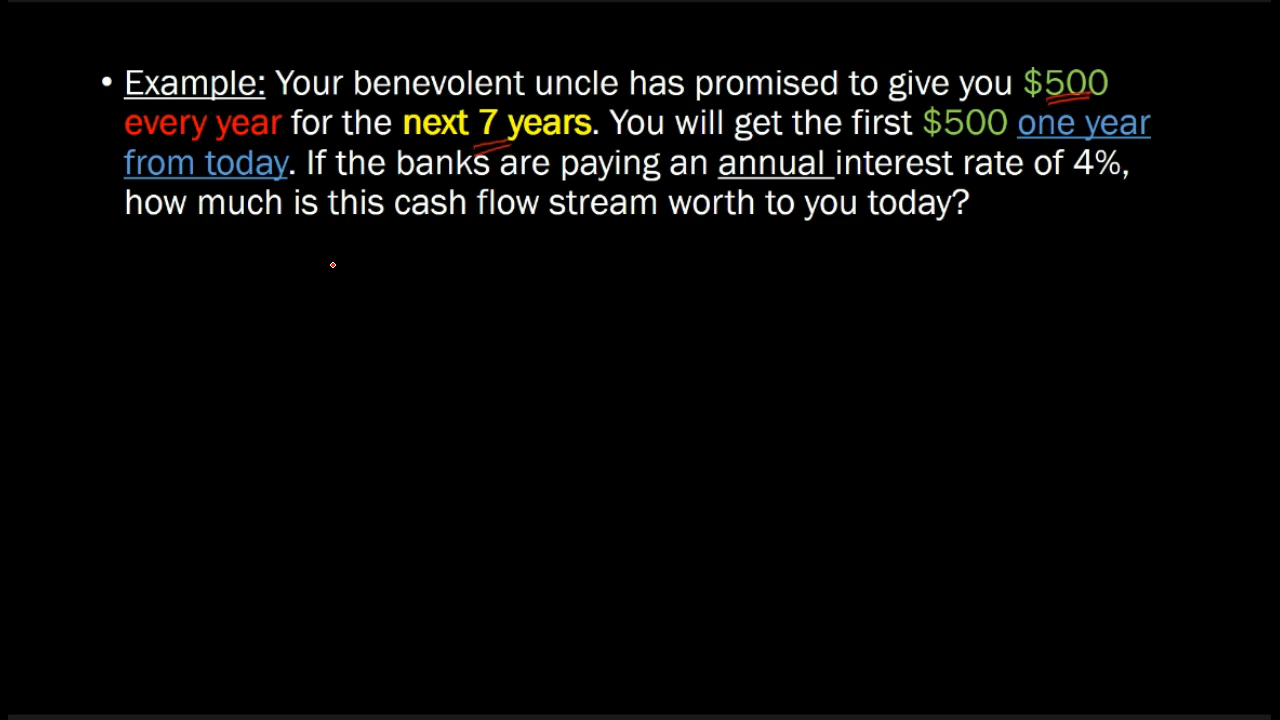 • Example: Your benevolent uncle has promised to give you $500
every year for the next 7 years. You will get the first $500 one year
from today. If the banks are paying an annual interest rate of 4%,
how much is this cash flow stream worth to you today?